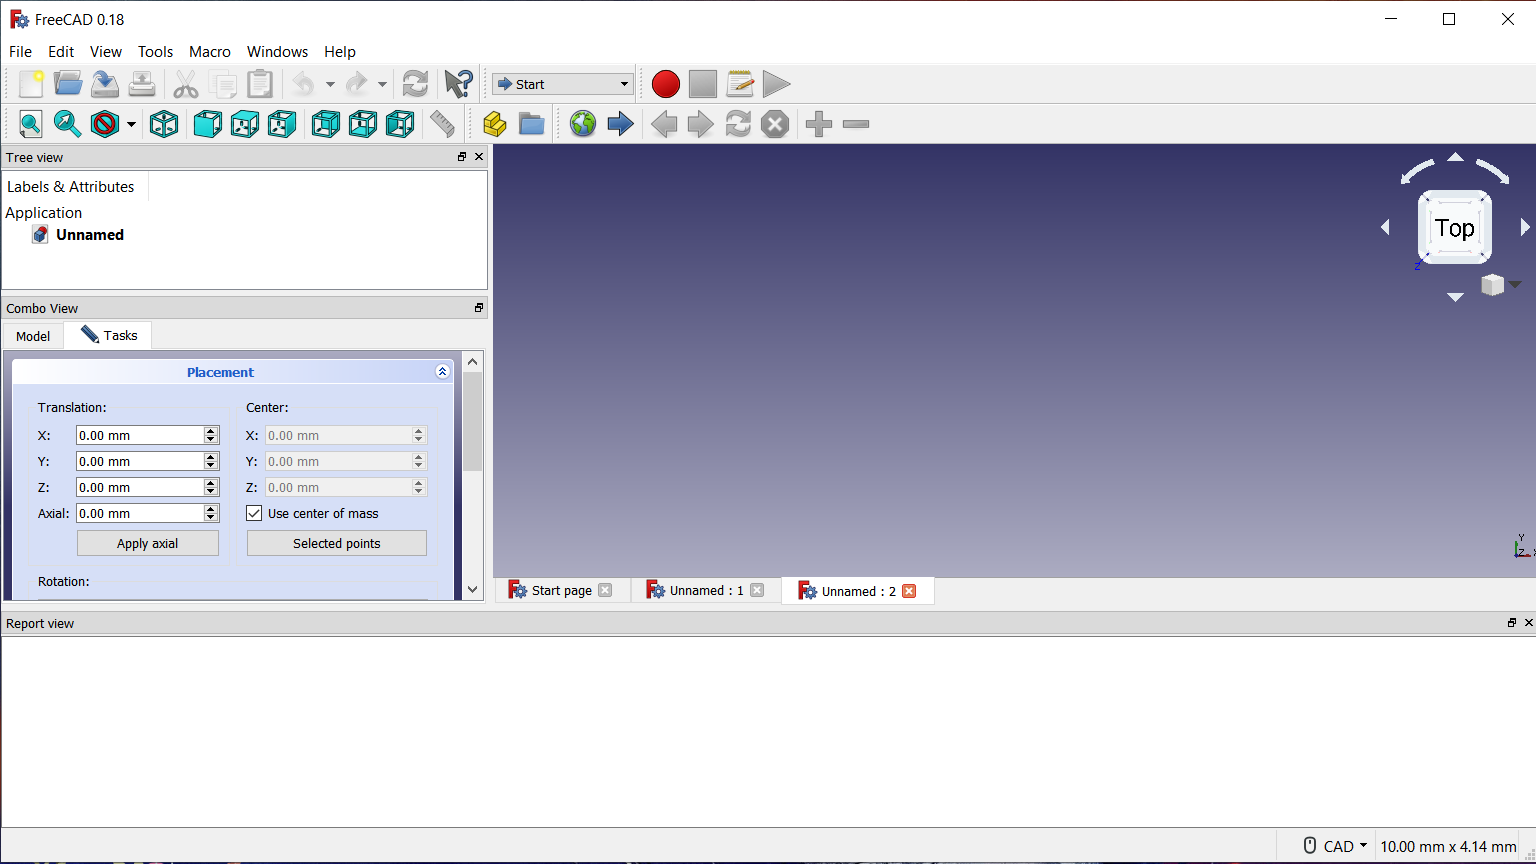 FreeCAD 0.18
File Edit View Tools Macro Windows Help
Start
Tree view
Labels & Attributes
Application
Unnamed
Combo View
Model Tasks
Placement
Translation: Center:
X: 0.00 mm X: 0.00 mm
Y: 0.00 mm Y: 0.00 mm
Z: 0.00 mm Z: 0.00 mm
Axial: 0.00 mm Use center of mass
Apply axial Selected points
Rotation:
Top
Z
Y
Z X
Start page Unnamed : 1 Unnamed : 2
Report view
CAD 10.00 mm x 4.14 mm